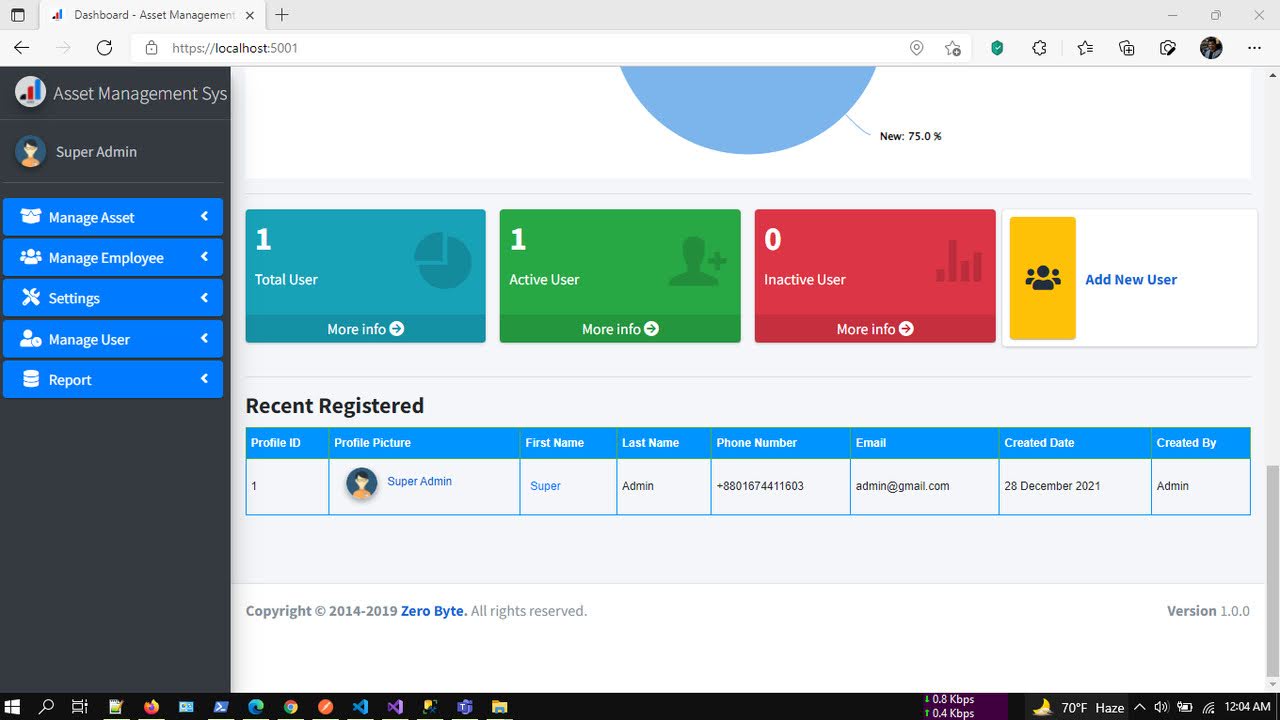 Dashboard - Asset Management
https://localhost:5001
Asset Management Sys
Super Admin
Manage Asset
Manage Employee
Settings
Manage User
Report
New: 75.0 %
1
Total User
More info
1
Active User
More info
0
Inactive User
More info
Add New User
Recent Registered
Profile ID Profile Picture First Name Last Name Phone Number Email Created Date Created By
1 Super Admin Super Admin +8801674411603 admin@gmail.com 28 December 2021 Admin
Copyright © 2014-2019 Zero Byte. All rights reserved.
Version 1.0.0
0.8 Kbps
0.4 Kbps
70°F Haze
12:04 AM